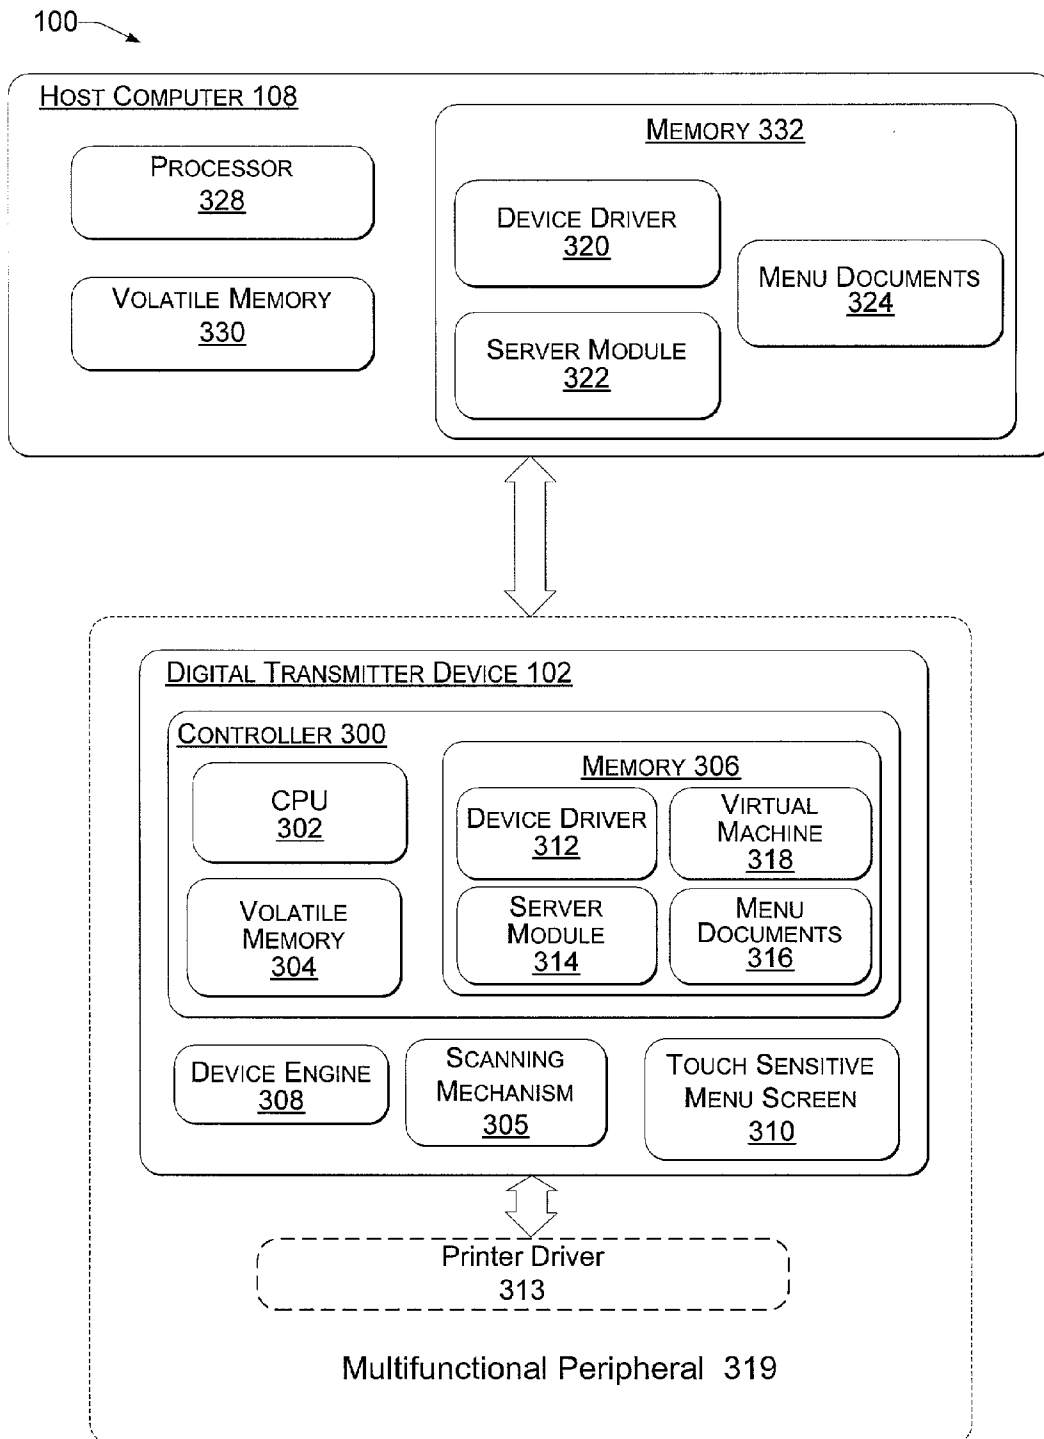 100
HOST COMPUTER 108
PROCESSOR
328
VOLATILE MEMORY
330
MEMORY 332
DEVICE DRIVER
320
SERVER MODULE
322
MENU DOCUMENTS
324
DIGITAL TRANSMITTER DEVICE 102
CONTROLLER 300
CPU
302
VOLATILE
MEMORY
304
MEMORY 306
DEVICE DRIVER
312
VIRTUAL
MACHINE
318
SERVER
MODULE
314
MENU
DOCUMENTS
316
DEVICE ENGINE
308
SCANNING
MECHANISM
305
TOUCH SENSITIVE
MENU SCREEN
310
Printer Driver
313
Multifunctional Peripheral 319